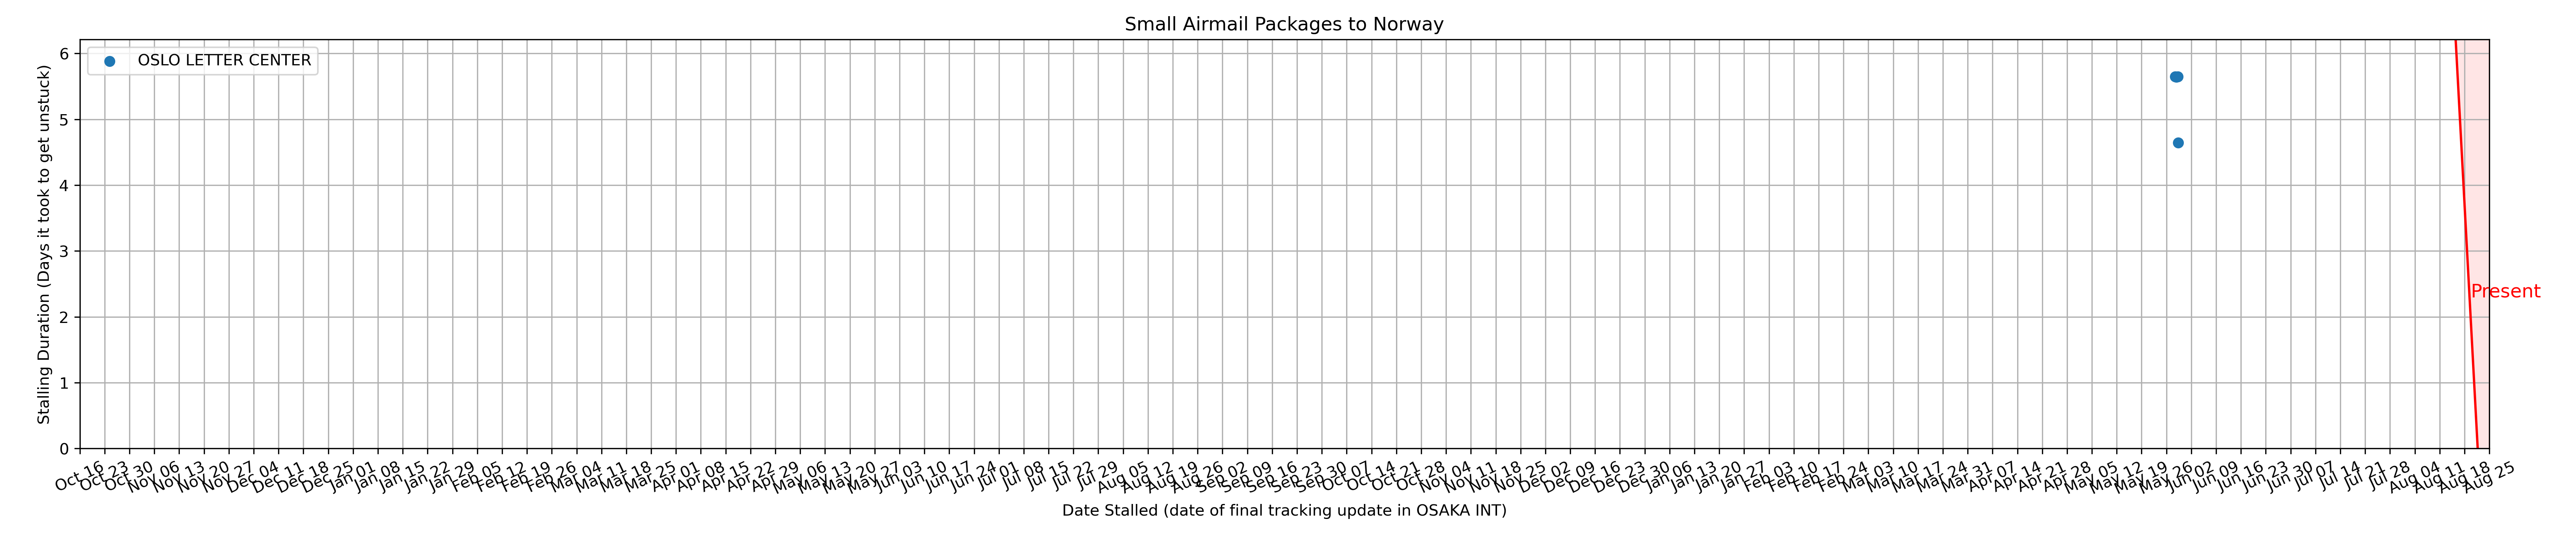 Small Airmail Packages to Norway
OSLO LETTER CENTER
Stalling Duration (Days it took to get unstuck)
6
5
4
3
2
1
0
Present
Oct 16
Oct 23
Oct 30
Nov 06
Nov 13
Nov 20
Nov 27
Dec 04
Dec 11
Dec 18
Dec 25
Jan 01
Jan 08
Jan 15
Jan 22
Jan 29
Feb 05
Feb 12
Feb 19
Feb 26
Mar 04
Mar 11
Mar 18
Mar 25
Apr 01
Apr 08
Apr 15
Apr 22
Apr 29
May 06
May 13
May 20
May 27
Jun 03
Jun 10
Jun 17
Jun 24
Jul 01
Jul 08
Jul 15
Jul 22
Jul 29
Aug 05
Aug 12
Aug 19
Aug 26
Sep 02
Sep 09
Sep 16
Sep 23
Sep 30
Oct 07
Oct 14
Oct 21
Oct 28
Nov 04
Nov 11
Nov 18
Nov 25
Dec 02
Dec 09
Dec 16
Dec 23
Dec 30
Jan 06
Jan 13
Jan 20
Jan 27
Feb 03
Feb 10
Feb 17
Feb 24
Mar 03
Mar 10
Mar 17
Mar 24
Mar 31
Apr 07
Apr 14
Apr 21
Apr 28
May 05
May 12
May 19
May 26
Jun 02
Jun 09
Jun 16
Jun 23
Jun 30
Jul 07
Jul 14
Jul 21
Jul 28
Aug 04
Aug 11
Aug 18
Aug 25
Date Stalled (date of final tracking update in OSAKA INT)